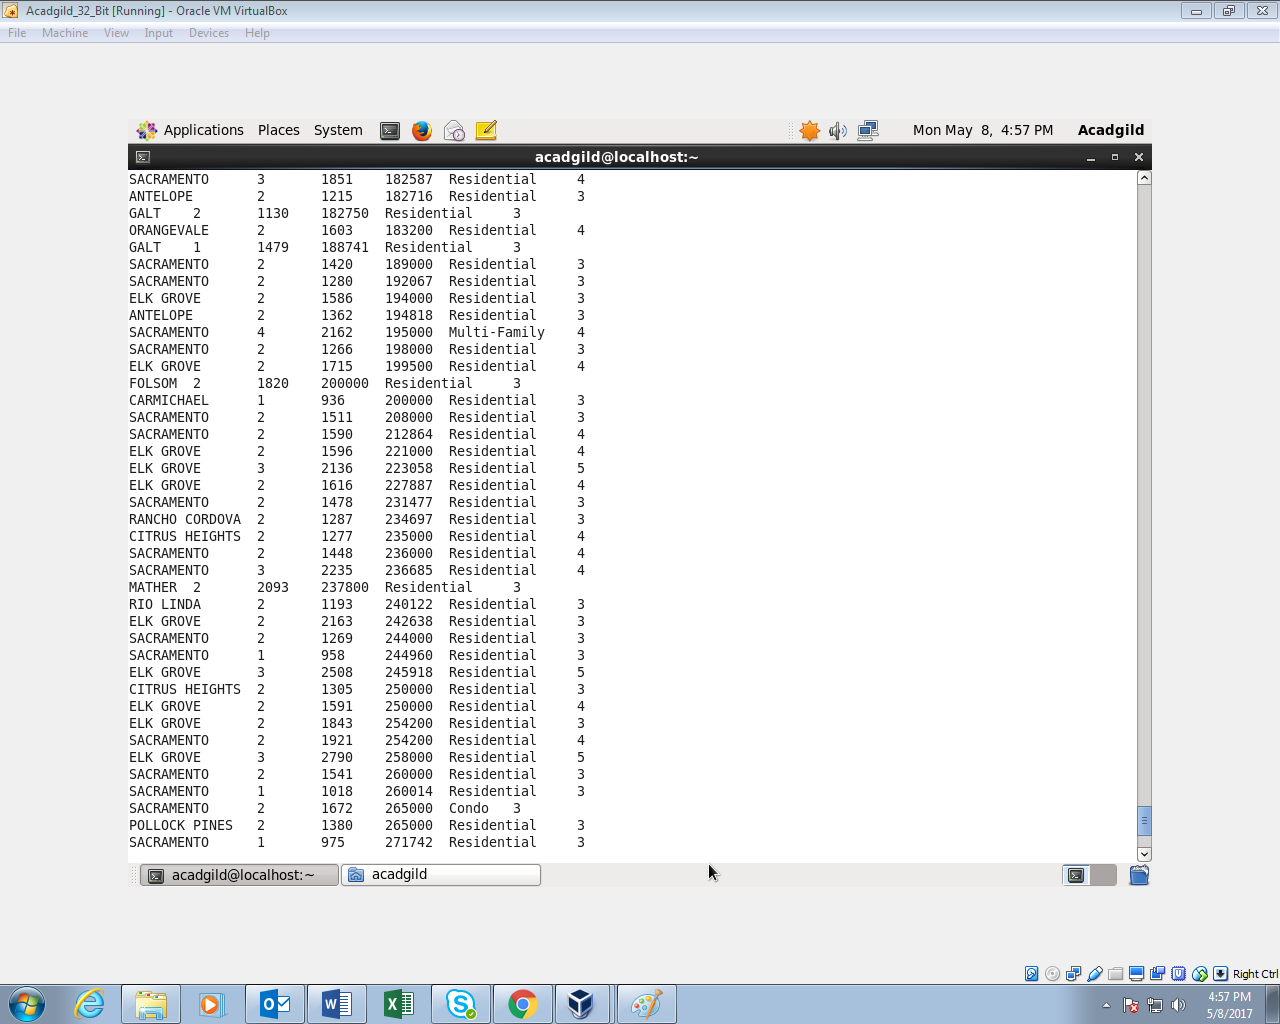 Acadgild_32_Bit [Running] - Oracle VM VirtualBox
File Machine View Input Devices Help
Applications Places System Mon May 8, 4:57 PM Acadgild
acadgild@localhost:~
SACRAMENTO 3 1851 182587 Residential 4
ANTELOPE 2 1215 182716 Residential 3
GALT 2 1130 182750 Residential 3
ORANGEVALE 2 1603 183200 Residential 4
GALT 1 1479 188741 Residential 3
SACRAMENTO 2 1420 189000 Residential 3
SACRAMENTO 2 1280 192067 Residential 3
ELK GROVE 2 1586 194000 Residential 3
ANTELOPE 2 1362 194818 Residential 3
SACRAMENTO 4 2162 195000 Multi-Family 4
SACRAMENTO 2 1266 198000 Residential 3
ELK GROVE 2 1715 199500 Residential 4
FOLSOM 2 1820 200000 Residential 3
CARMICHAEL 1 936 200000 Residential 3
SACRAMENTO 2 1511 208000 Residential 3
SACRAMENTO 2 1590 212864 Residential 4
ELK GROVE 2 1596 221000 Residential 4
ELK GROVE 3 2136 223058 Residential 5
ELK GROVE 2 1616 227887 Residential 4
SACRAMENTO 2 1478 231477 Residential 3
RANCHO CORDOVA 2 1287 234697 Residential 3
CITRUS HEIGHTS 2 1277 235000 Residential 4
SACRAMENTO 2 1448 236000 Residential 4
SACRAMENTO 3 2235 236685 Residential 4
MATHER 2 2093 237800 Residential 3
RIO LINDA 2 1193 240122 Residential 3
ELK GROVE 2 2163 242638 Residential 3
SACRAMENTO 2 1269 244000 Residential 3
SACRAMENTO 1 958 244960 Residential 3
ELK GROVE 3 2508 245918 Residential 5
CITRUS HEIGHTS 2 1305 250000 Residential 3
ELK GROVE 2 1591 250000 Residential 4
ELK GROVE 2 1843 254200 Residential 3
SACRAMENTO 2 1921 254200 Residential 4
ELK GROVE 3 2790 258000 Residential 5
SACRAMENTO 2 1541 260000 Residential 3
SACRAMENTO 1 1018 260014 Residential 3
SACRAMENTO 2 1672 265000 Condo 3
POLLOCK PINES 2 1380 265000 Residential 3
SACRAMENTO 1 975 271742 Residential 3
acadgild@localhost:~ acadgild
Right Ctrl
4:57 PM
5/8/2017